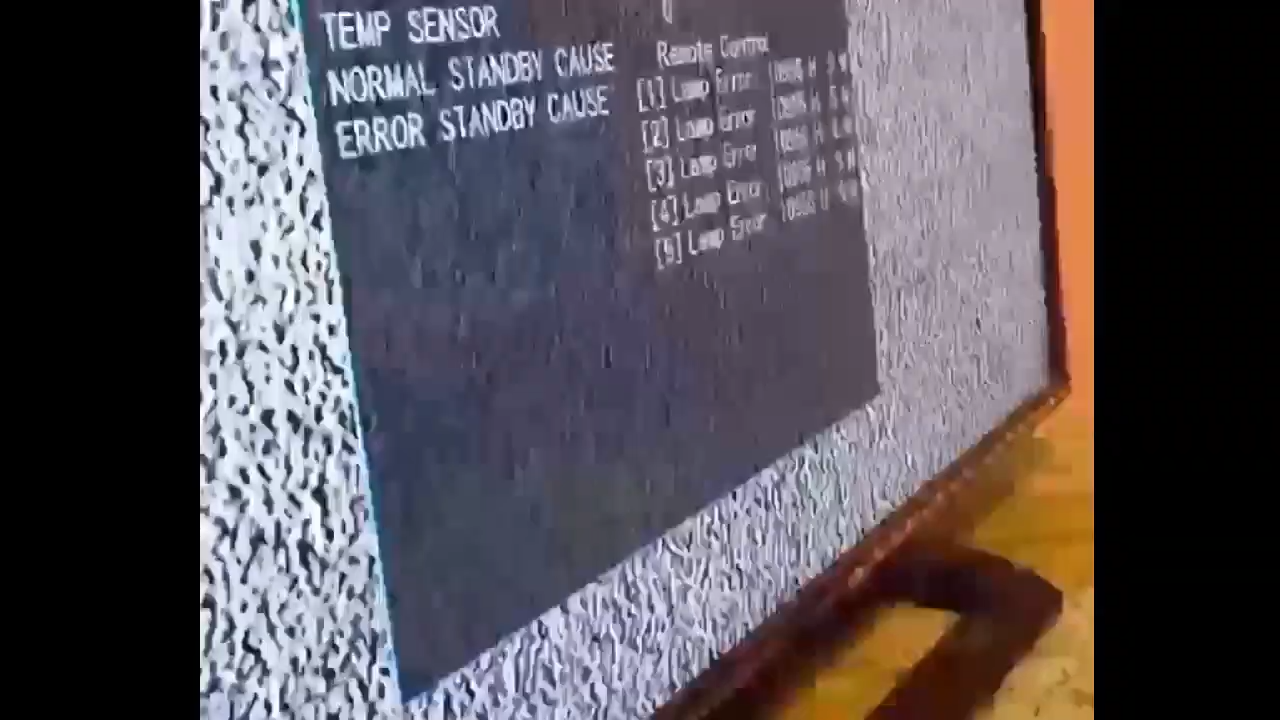 TEMP SENSOR 0
NORMAL STANDBY CAUSE Remote Control
ERROR STANDBY CAUSE [1] Lamp Error
[2] Lamp Error
[3] Lamp Error
[4] Lamp Error
[5] Lamp Error